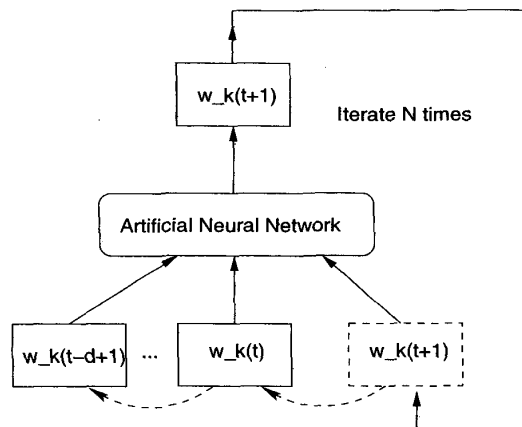 w_k(t+1)
Iterate N times
Artificial Neural Network
w_k(t−d+1) ... w_k(t) w_k(t+1)